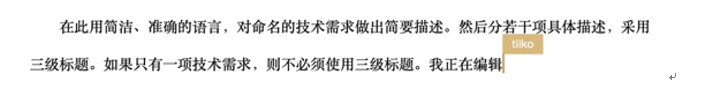 在此用简洁、准确的语言，对命名的技术需求做出简要描述。然后分若干项具体描述，采用
tiiko
三级标题。如果只有一项技术需求，则不必须使用三级标题。我正在编辑